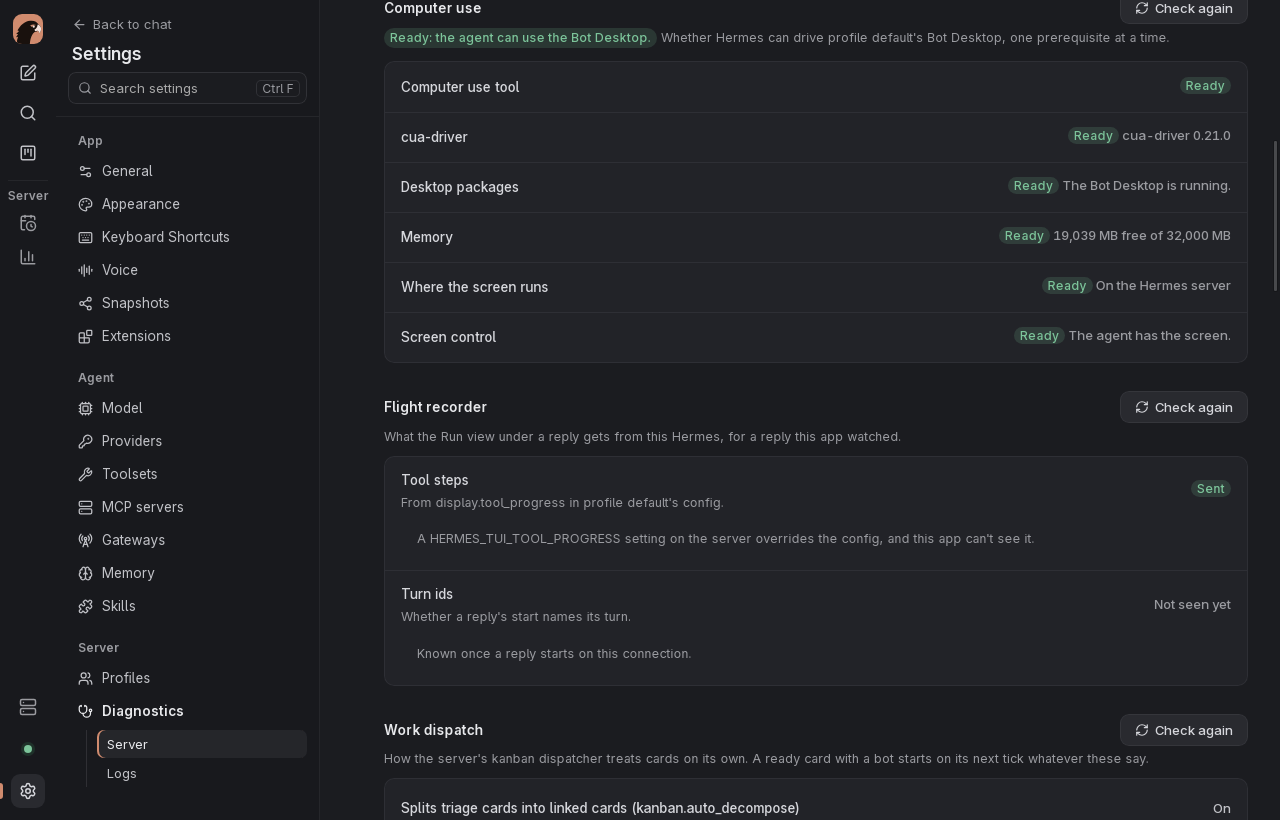 Back to chat
Settings
Search settings
Ctrl F
App
General
Appearance
Keyboard Shortcuts
Voice
Snapshots
Extensions
Agent
Model
Providers
Toolsets
MCP servers
Gateways
Memory
Skills
Server
Profiles
Diagnostics
Server
Logs
Server
Computer use
Check again
Ready: the agent can use the Bot Desktop. Whether Hermes can drive profile default's Bot Desktop, one prerequisite at a time.
Computer use tool
Ready
cua-driver
Ready cua-driver 0.21.0
Desktop packages
Ready The Bot Desktop is running.
Memory
Ready 19,039 MB free of 32,000 MB
Where the screen runs
Ready On the Hermes server
Screen control
Ready The agent has the screen.
Flight recorder
Check again
What the Run view under a reply gets from this Hermes, for a reply this app watched.
Tool steps
From display.tool_progress in profile default's config.
Sent
A HERMES_TUI_TOOL_PROGRESS setting on the server overrides the config, and this app can't see it.
Turn ids
Whether a reply's start names its turn.
Not seen yet
Known once a reply starts on this connection.
Work dispatch
Check again
How the server's kanban dispatcher treats cards on its own. A ready card with a bot starts on its next tick whatever these say.
Splits triage cards into linked cards (kanban.auto_decompose)
On